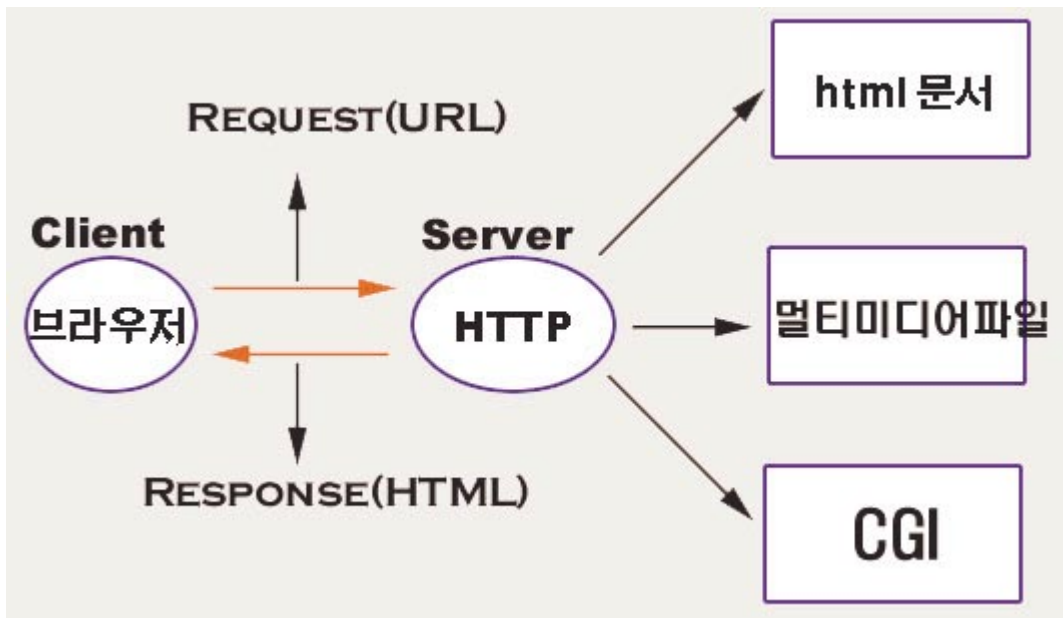 html 문서
REQUEST(URL)
Client
Server
브라우저
HTTP
멀티미디어파일
RESPONSE(HTML)
CGI